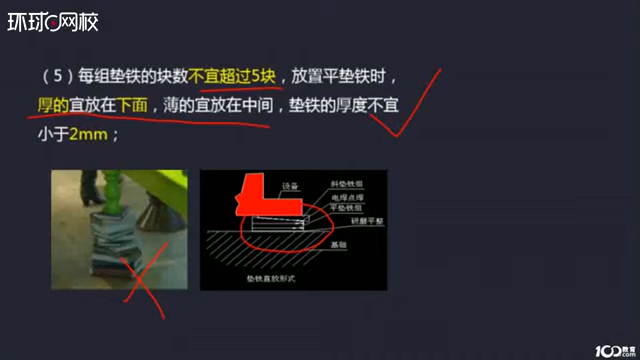 环球网校
（5）每组垫铁的块数不宜超过5块，放置平垫铁时，
厚的宜放在下面，薄的宜放在中间，垫铁的厚度不宜
小于2mm；
设备
斜垫铁组
电焊点焊
平垫铁组
研磨平整
基础
垫铁直放形式
100教育
.com